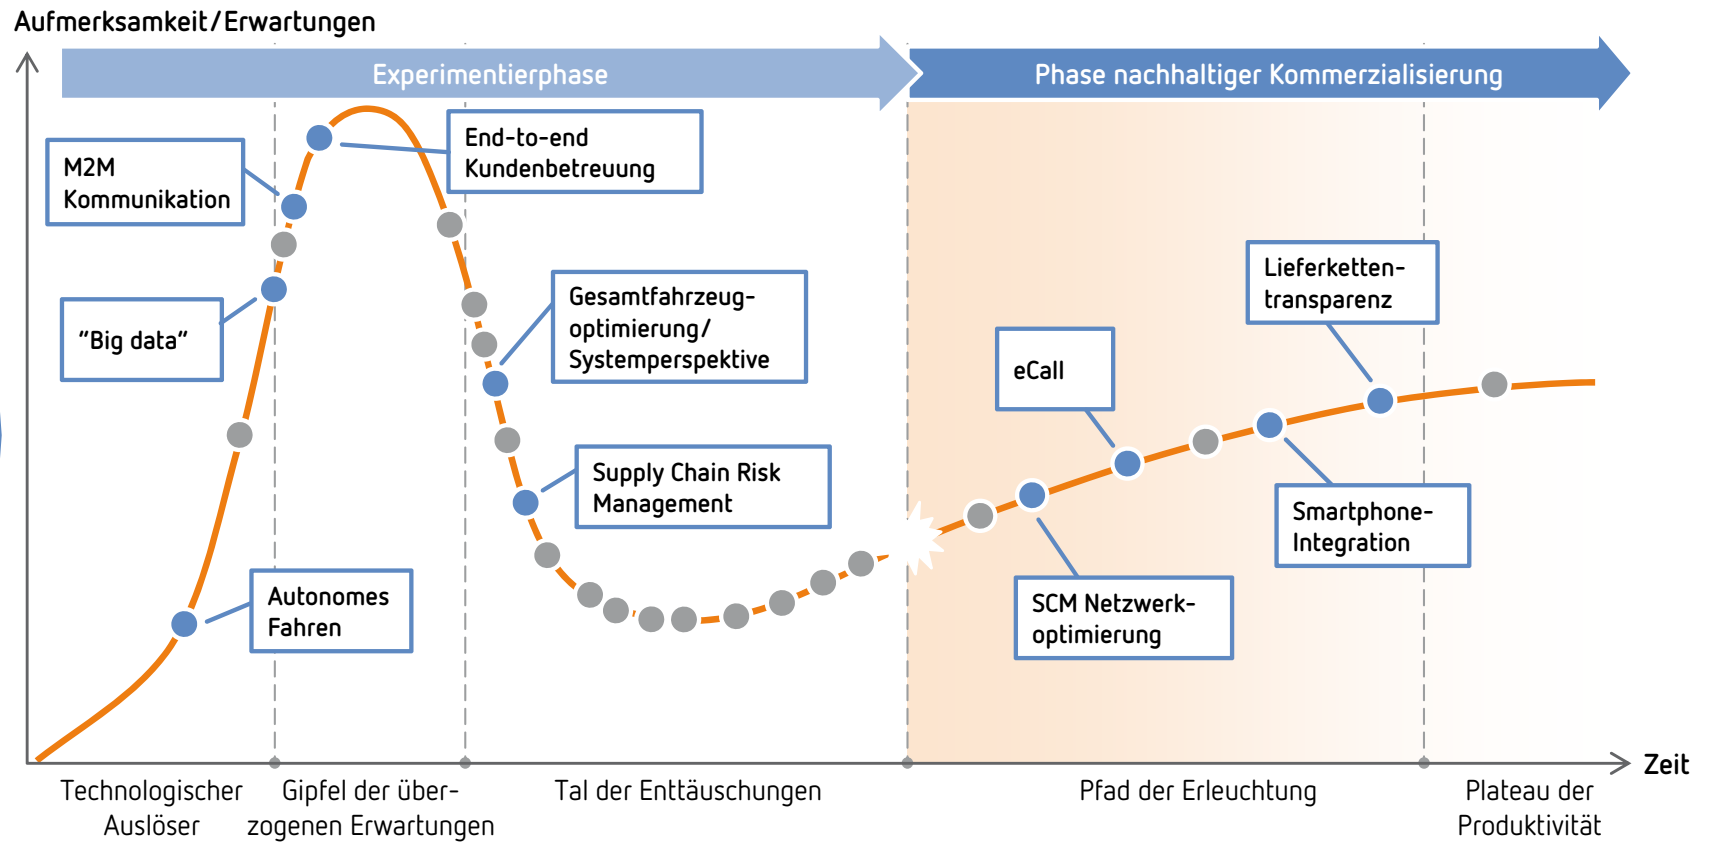 Aufmerksamkeit/Erwartungen
Experimentierphase
Phase nachhaltiger Kommerzialisierung
M2M
Kommunikation
End-to-end
Kundenbetreuung
"Big data"
Gesamtfahrzeug-
optimierung/
Systemperspektive
Supply Chain Risk
Management
Autonomes
Fahren
Lieferketten-
transparenz
eCall
Smartphone-
Integration
SCM Netzwerk-
optimierung
Zeit
Technologischer
Auslöser
Gipfel der über-
zogenen Erwartungen
Tal der Enttäuschungen
Pfad der Erleuchtung
Plateau der
Produktivität